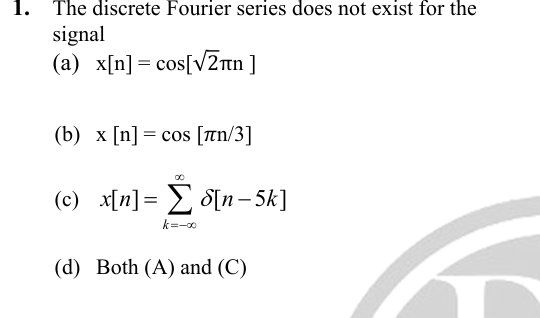 1. The discrete Fourier series does not exist for the
signal
(a) x[n] = cos[√2πn ]
(b) x [n] = cos [πn/3]
(c) x[n] = ∑_{k=−∞}^{∞} δ[n − 5k]
(d) Both (A) and (C)